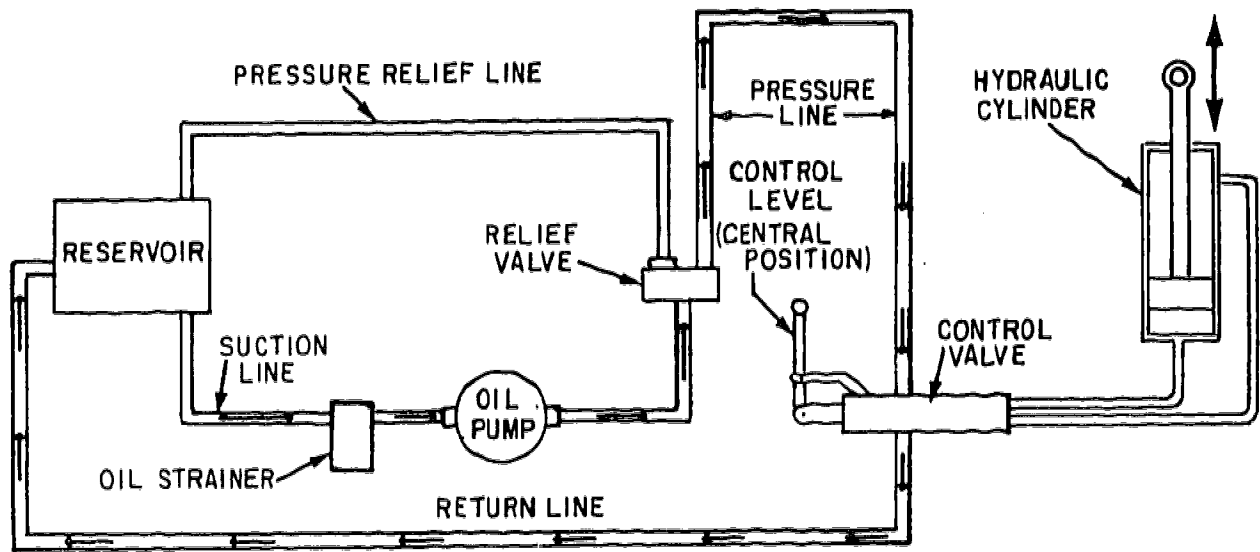 PRESSURE RELIEF LINE
PRESSURE
LINE
HYDRAULIC
CYLINDER
CONTROL
LEVEL
(CENTRAL
POSITION)
RESERVOIR
RELIEF
VALVE
SUCTION
LINE
OIL
PUMP
CONTROL
VALVE
OIL STRAINER
RETURN LINE